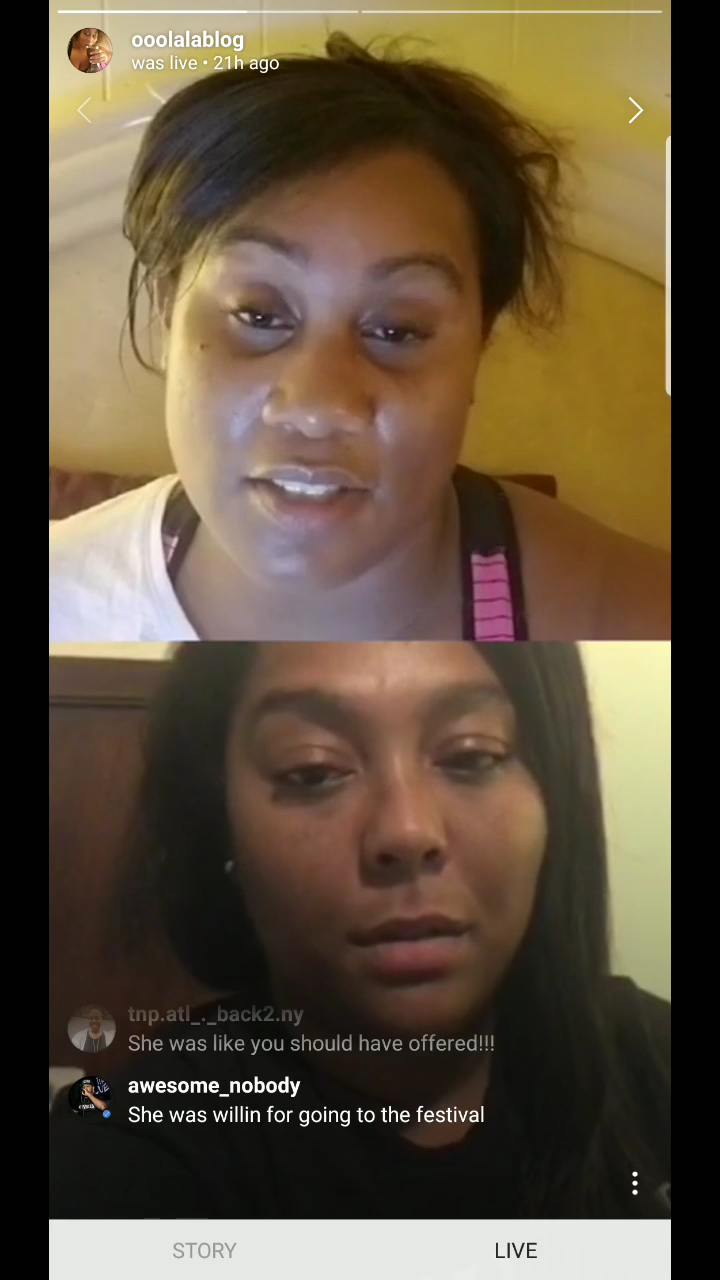 ooolalablog
was live • 21h ago
tnp.atl_._back2.ny
She was like you should have offered!!!
awesome_nobody
She was willin for going to the festival
STORY
LIVE